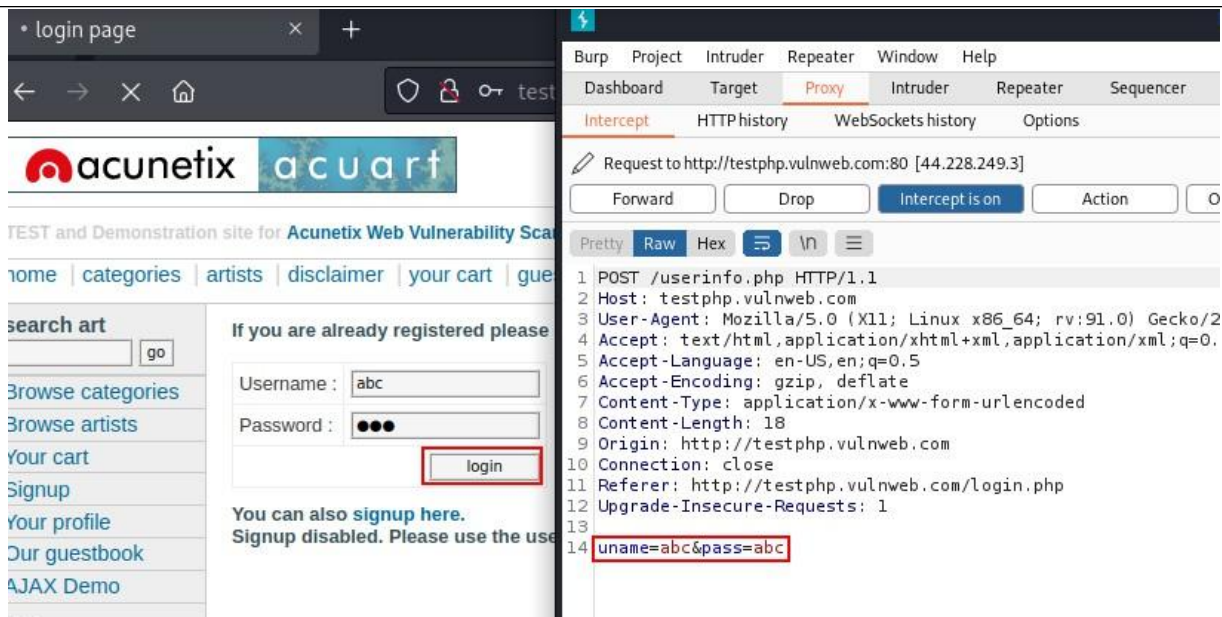 • login page × +
test
acunetix acuart
TEST and Demonstration site for Acunetix Web Vulnerability
home | categories | artists | disclaimer | your cart |
search art
go
Browse categories
Browse artists
Your cart
Signup
Your profile
Our guestbook
AJAX Demo
If you are already registered please
Username : abc
Password : ●●●
login
You can also signup here.
Signup disabled. Please use the
Burp Project Intruder Repeater Window Help
Dashboard Target Proxy Intruder Repeater Sequencer
Intercept HTTP history WebSockets history Options
Request to http://testphp.vulnweb.com:80 [44.228.249.3]
Forward Drop Intercept is on Action
Pretty Raw Hex \n
1 POST /userinfo.php HTTP/1.1
2 Host: testphp.vulnweb.com
3 User-Agent: Mozilla/5.0 (X11; Linux x86_64; rv:91.0) Gecko/2
4 Accept: text/html,application/xhtml+xml,application/xml;q=0.
5 Accept-Language: en-US,en;q=0.5
6 Accept-Encoding: gzip, deflate
7 Content-Type: application/x-www-form-urlencoded
8 Content-Length: 18
9 Origin: http://testphp.vulnweb.com
10 Connection: close
11 Referer: http://testphp.vulnweb.com/login.php
12 Upgrade-Insecure-Requests: 1
13
14 uname=abc&pass=abc